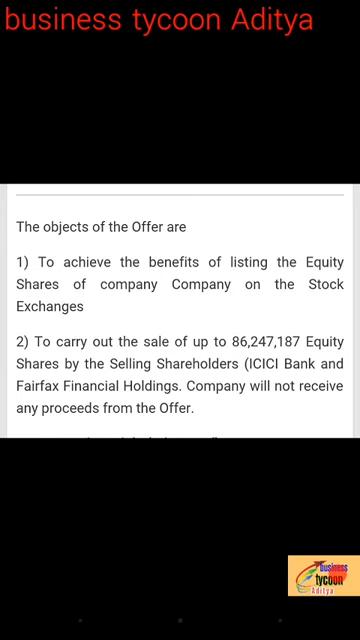 business tycoon Aditya
The objects of the Offer are
1) To achieve the benefits of listing the Equity
Shares of company Company on the Stock
Exchanges
2) To carry out the sale of up to 86,247,187 Equity
Shares by the Selling Shareholders (ICICI Bank and
Fairfax Financial Holdings. Company will not receive
any proceeds from the Offer.
business
tycoon
Aditya